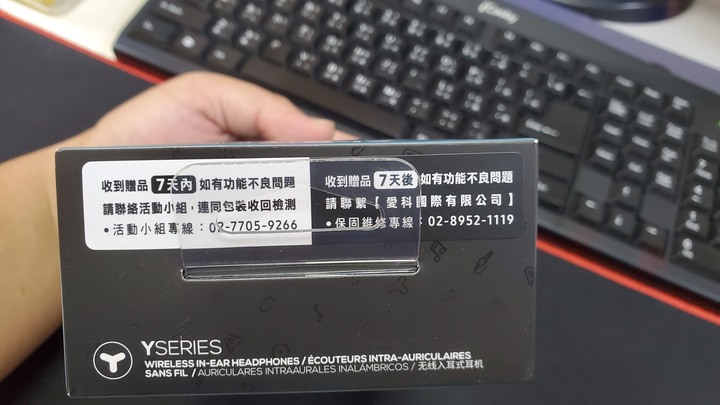 收到贈品 7天內 如有功能不良問題
請聯絡活動小組，連同包裝收回檢測
•活動小組專線：02-7705-9266
收到贈品 7天後 如有功能不良問題
請聯繫【愛科國際有限公司】
•保固維修專線：02-8952-1119
YSERIES
WIRELESS IN-EAR HEADPHONES / ÉCOUTEURS INTRA-AURICULAIRES
SANS FIL / AURICULARES INTRAAURALES INALÁMBRICOS / 无线入耳式耳机